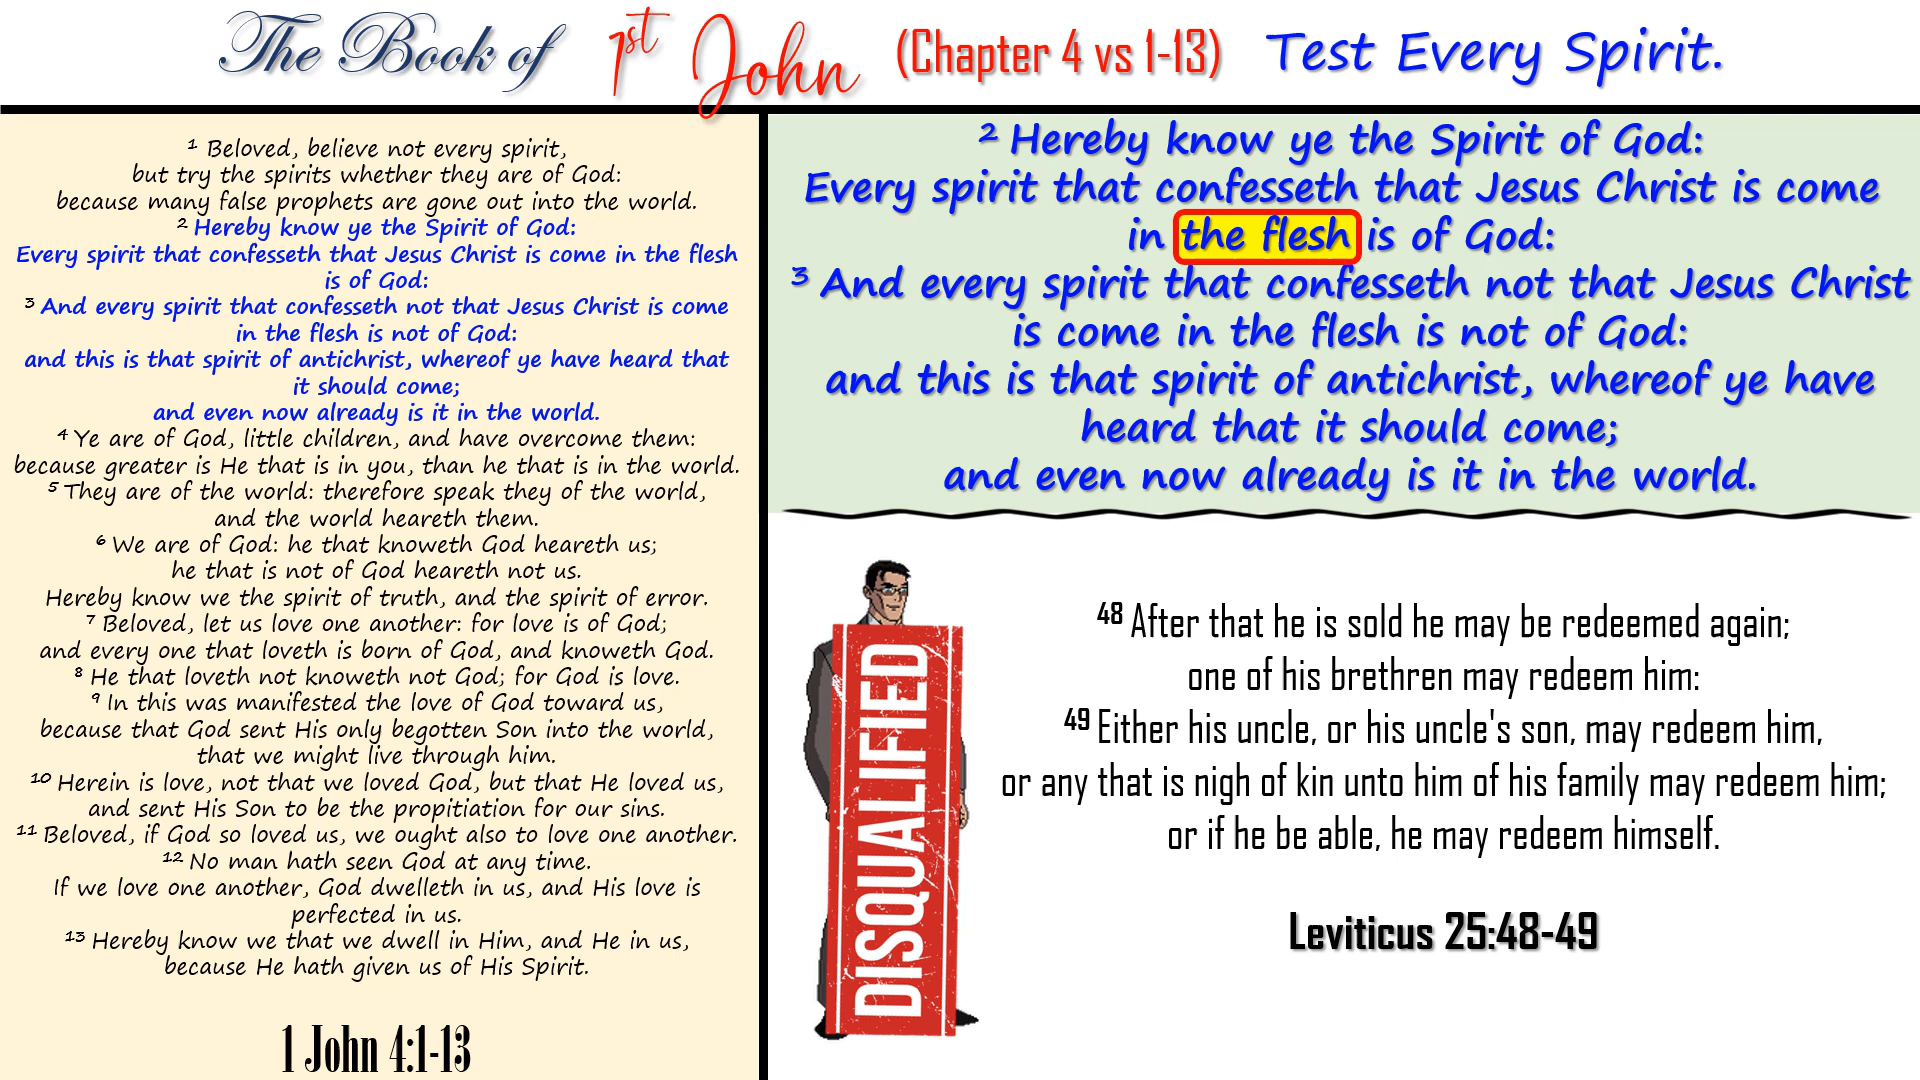 The Book of 1st John (Chapter 4 vs 1-13) Test Every Spirit.
1 Beloved, believe not every spirit,
but try the spirits whether they are of God:
because many false prophets are gone out into the world.
2 Hereby know ye the Spirit of God:
Every spirit that confesseth that Jesus Christ is come in the flesh
is of God:
3 And every spirit that confesseth not that Jesus Christ is come
in the flesh is not of God:
and this is that spirit of antichrist, whereof ye have heard that
it should come;
and even now already is it in the world.
4 Ye are of God, little children, and have overcome them:
because greater is He that is in you, than he that is in the world.
5 They are of the world: therefore speak they of the world,
and the world heareth them.
6 We are of God: he that knoweth God heareth us;
he that is not of God heareth not us.
Hereby know we the spirit of truth, and the spirit of error.
7 Beloved, let us love one another: for love is of God;
and every one that loveth is born of God, and knoweth God.
8 He that loveth not knoweth not God; for God is love.
9 In this was manifested the love of God toward us,
because that God sent His only begotten Son into the world,
that we might live through him.
10 Herein is love, not that we loved God, but that He loved us,
and sent His Son to be the propitiation for our sins.
11 Beloved, if God so loved us, we ought also to love one another.
12 No man hath seen God at any time.
If we love one another, God dwelleth in us, and His love is
perfected in us.
13 Hereby know we that we dwell in Him, and He in us,
because He hath given us of His Spirit.
1 John 4:1-13
2 Hereby know ye the Spirit of God:
Every spirit that confesseth that Jesus Christ is come
in the flesh is of God:
3 And every spirit that confesseth not that Jesus Christ
is come in the flesh is not of God:
and this is that spirit of antichrist, whereof ye have
heard that it should come;
and even now already is it in the world.
DISQUALIFIED
48 After that he is sold he may be redeemed again;
one of his brethren may redeem him:
49 Either his uncle, or his uncle's son, may redeem him,
or any that is nigh of kin unto him of his family may redeem him;
or if he be able, he may redeem himself.
Leviticus 25:48-49